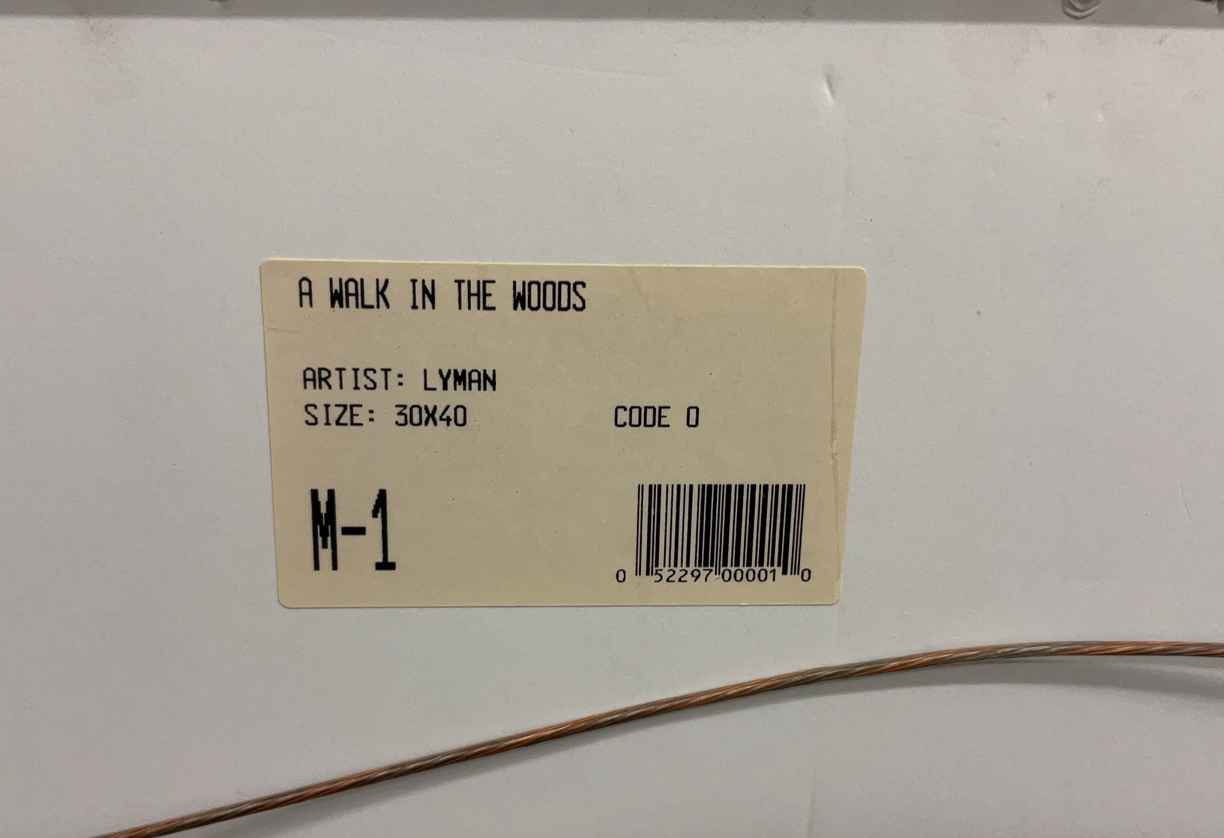 A WALK IN THE WOODS
ARTIST: LYMAN
SIZE: 30X40 CODE 0
M-1
0 52297 00001 0